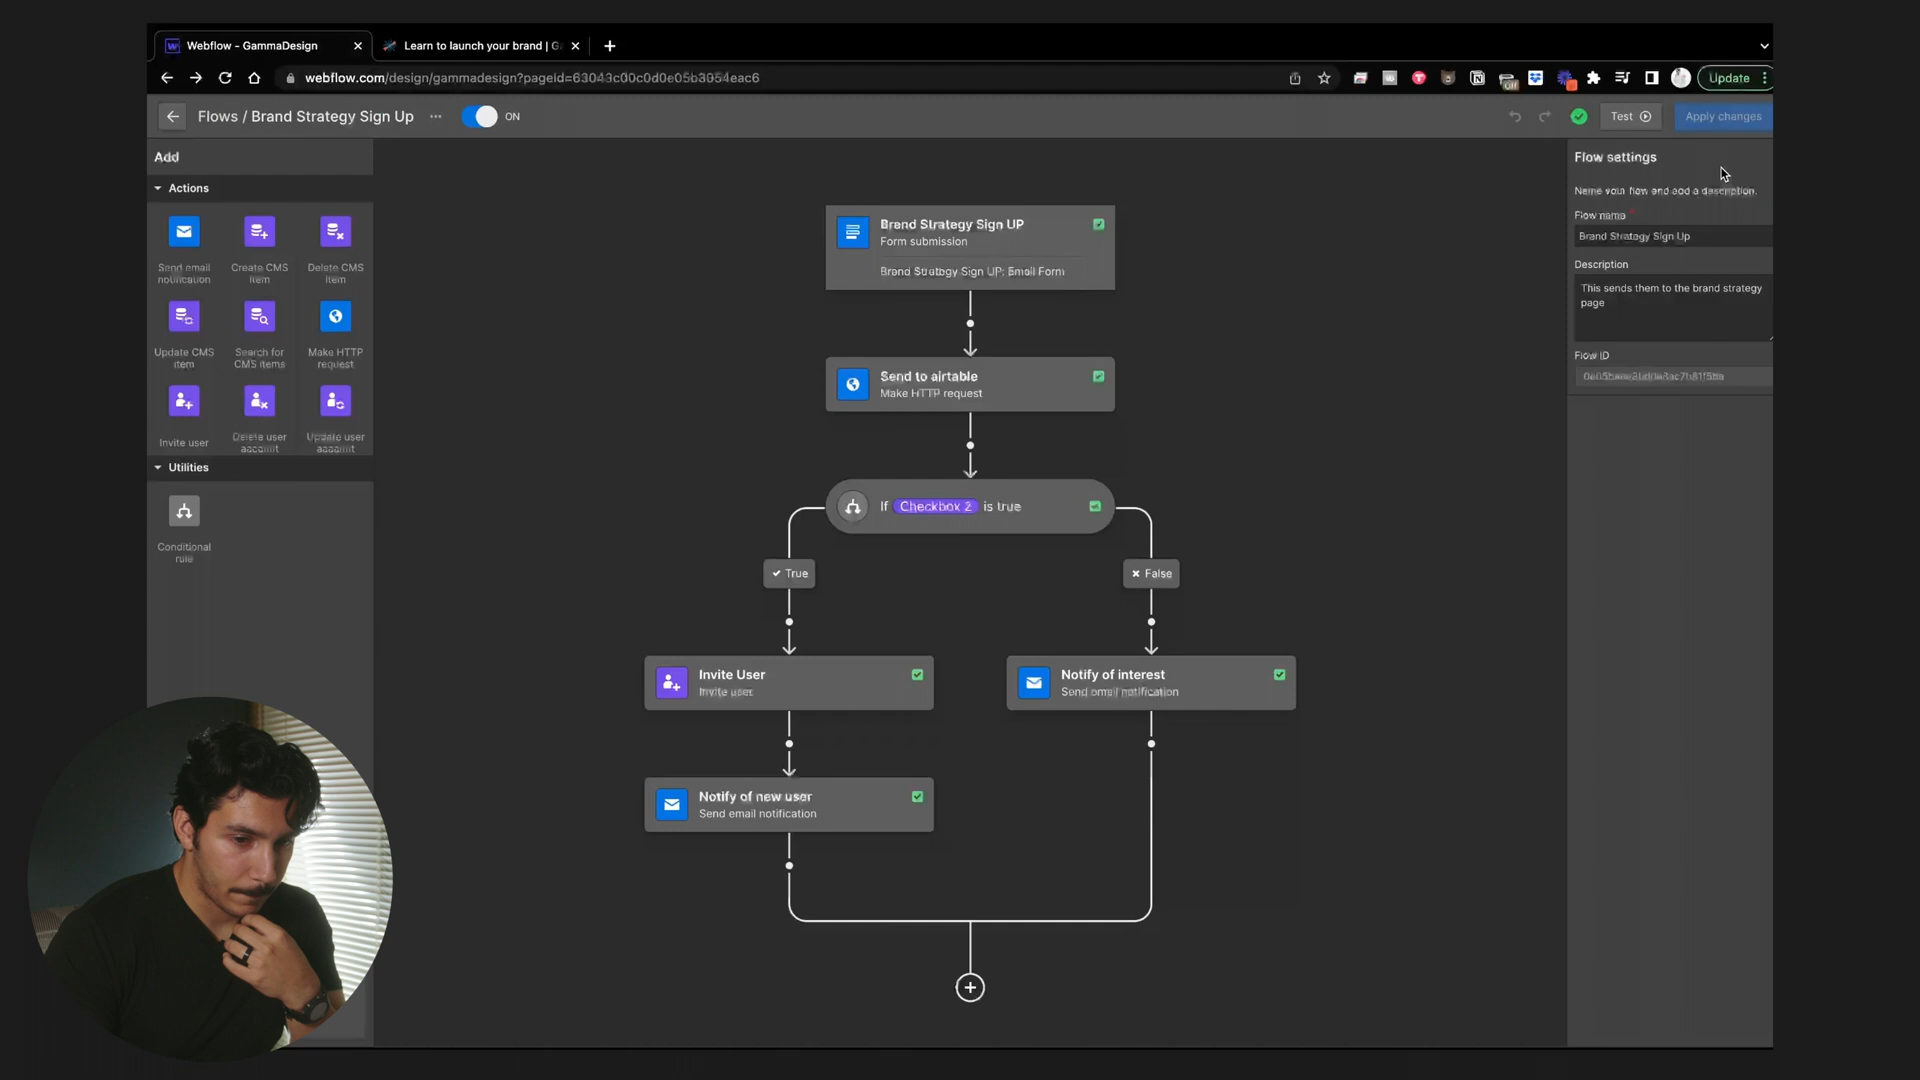 Webflow - GammaDesign
Learn to launch your brand | G
webflow.com/design/gammadesign?pageId=63043c00c0d0e05b3054eac6
Update
Flows / Brand Strategy Sign Up
ON
Test
Apply changes
Add
Actions
Send email
notification
Create CMS
item
Delete CMS
item
Update CMS
item
Search for
CMS items
Make HTTP
request
Invite user
Delete user
account
Update user
account
Utilities
Conditional
rule
Brand Strategy Sign UP
Form submission
Brand Strategy Sign UP: Email Form
Send to airtable
Make HTTP request
If Checkbox 2 is true
True
False
Invite User
Invite user
Notify of interest
Send email notification
Notify of new user
Send email notification
Flow settings
Name your flow and add a description.
Flow name
Brand Strategy Sign Up
Description
This sends them to the brand strategy
page
Flow ID